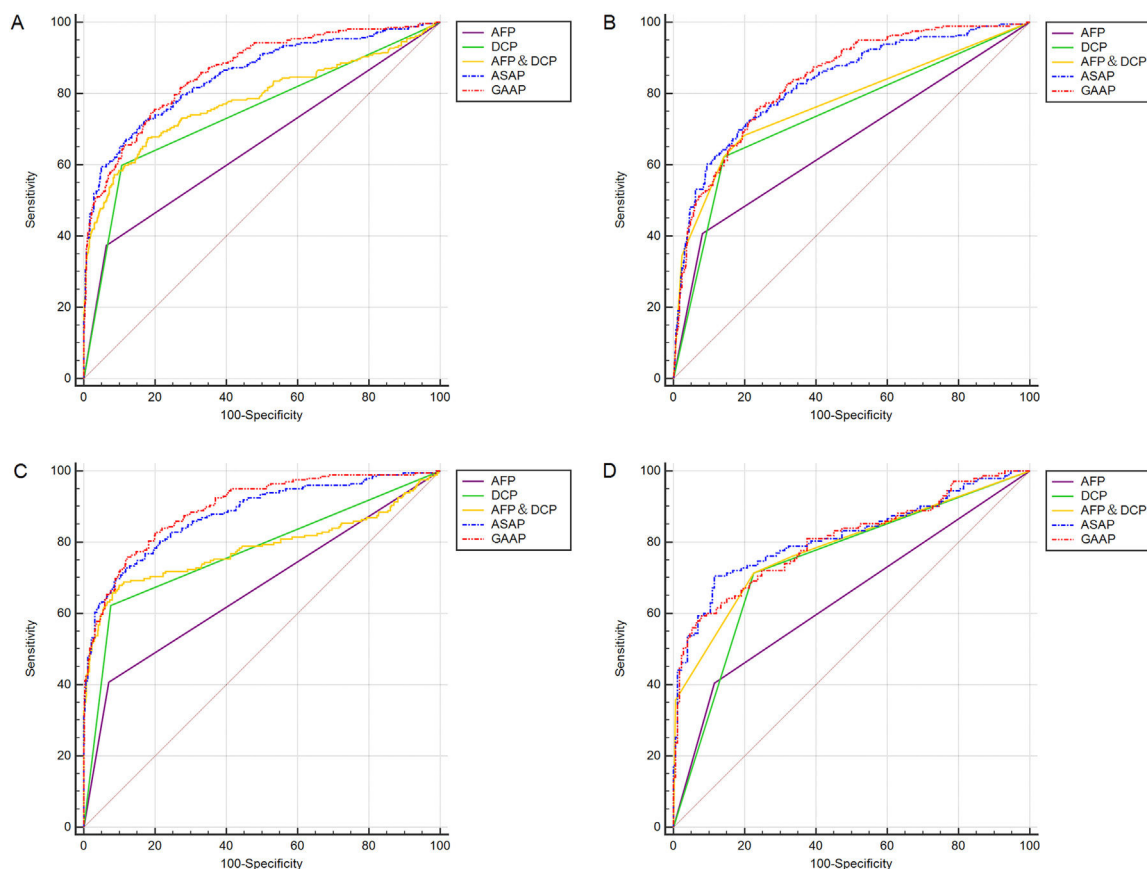 A
100
80
60
40
20
0
Sensitivity
0 20 40 60 80 100
100-Specificity
AFP
DCP
AFP & DCP
ASAP
GAAP
B
100
80
60
40
20
0
Sensitivity
0 20 40 60 80 100
100-Specificity
AFP
DCP
AFP & DCP
ASAP
GAAP
C
100
80
60
40
20
0
Sensitivity
0 20 40 60 80 100
100-Specificity
AFP
DCP
AFP & DCP
ASAP
GAAP
D
100
80
60
40
20
0
Sensitivity
0 20 40 60 80 100
100-Specificity
AFP
DCP
AFP & DCP
ASAP
GAAP